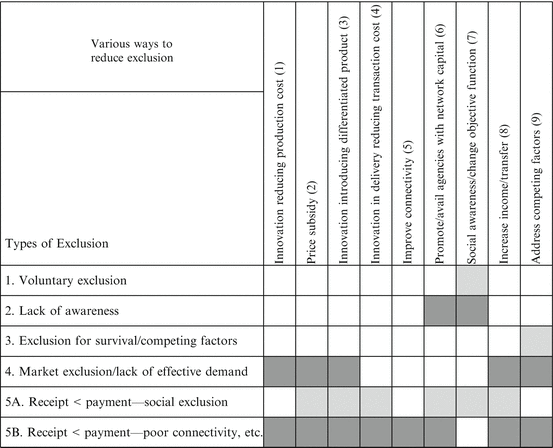 Various ways to
reduce exclusion
Types of Exclusion
Innovation reducing production cost (1)
Price subsidy (2)
Innovation introducing differentiated product (3)
Innovation in delivery reducing transaction cost (4)
Improve connectivity (5)
Promote/avail agencies with network capital (6)
Social awareness/change objective function (7)
Increase income/transfer (8)
Address competing factors (9)
1. Voluntary exclusion
2. Lack of awareness
3. Exclusion for survival/competing factors
4. Market exclusion/lack of effective demand
5A. Receipt < payment—social exclusion
5B. Receipt < payment—poor connectivity, etc.